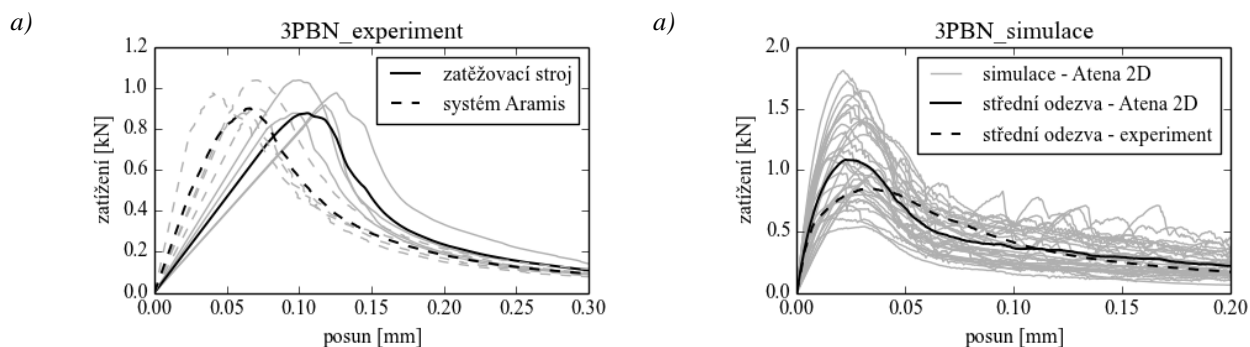 a)
3PBN_experiment
zatížení [kN]
1.2
1.0
0.8
0.6
0.4
0.2
0.0
zatěžovací stroj
systém Aramis
0.00 0.05 0.10 0.15 0.20 0.25 0.30
posun [mm]
a)
3PBN_simulace
zatížení [kN]
2.0
1.5
1.0
0.5
0.0
simulace - Atena 2D
střední odezva - Atena 2D
střední odezva - experiment
0.00 0.05 0.10 0.15 0.20
posun [mm]